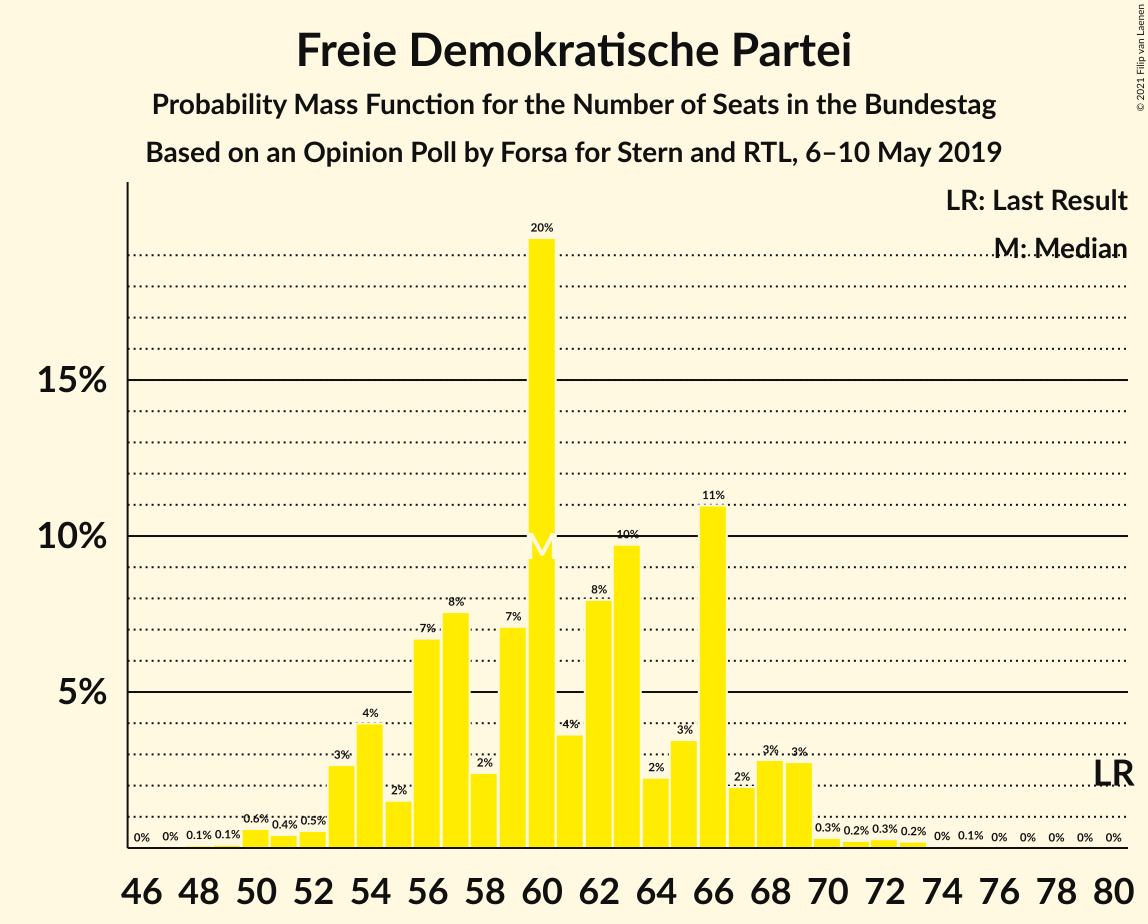 © 2021 Filip van Laenen
Freie Demokratische Partei
Probability Mass Function for the Number of Seats in the Bundestag
Based on an Opinion Poll by Forsa for Stern and RTL, 6–10 May 2019
LR: Last Result
M: Median
15%
10%
5%
0% 0% 0.1% 0.1% 0.6% 0.4% 0.5% 3% 4% 2% 7% 8% 2% 7% 20% 4% 8% 10% 2% 3% 11% 2% 3% 3% 0.3% 0.2% 0.3% 0.2% 0% 0.1% 0% 0% 0% 0% 0%
M
LR
46 48 50 52 54 56 58 60 62 64 66 68 70 72 74 76 78 80